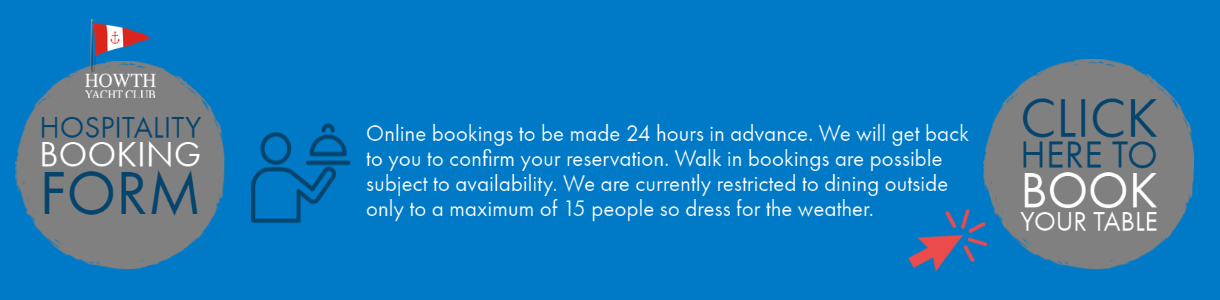 HOWTH
YACHT CLUB
HOSPITALITY
BOOKING
FORM
Online bookings to be made 24 hours in advance. We will get back
to you to confirm your reservation. Walk in bookings are possible
subject to availability. We are currently restricted to dining outside
only to a maximum of 15 people so dress for the weather.
CLICK
HERE TO
BOOK
YOUR TABLE